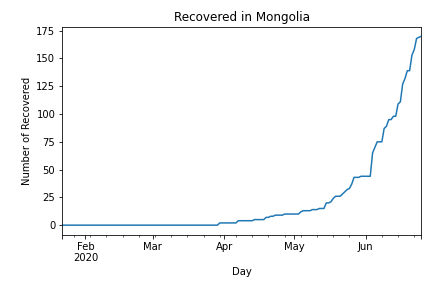 Recovered in Mongolia
Number of Recovered
175
150
125
100
75
50
25
0
Feb
2020
Mar
Apr
May
Jun
Day